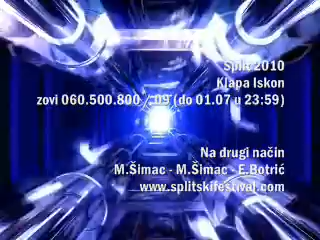 Split 2010
Klapa Iskon
zovi 060.500.800 / 09 (do 01.07 u 23:59)
Na drugi način
M.Šimac - M.Šimac - E.Botrić
www.splitskifestival.com